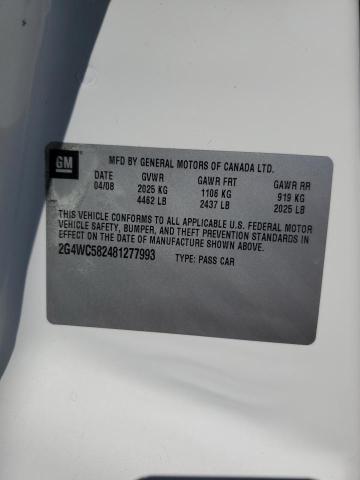 GM
MFD BY GENERAL MOTORS OF CANADA LTD.
DATE GVWR GAWR FRT GAWR RR
04/08 2025 KG 1106 KG 919 KG
4462 LB 2437 LB 2025 LB
THIS VEHICLE CONFORMS TO ALL APPLICABLE U.S. FEDERAL MOTOR
VEHICLE SAFETY, BUMPER, AND THEFT PREVENTION STANDARDS
IN EFFECT ON THE DATE OF MANUFACTURE SHOWN ABOVE.
2G4WC582481277993 TYPE: PASS CAR